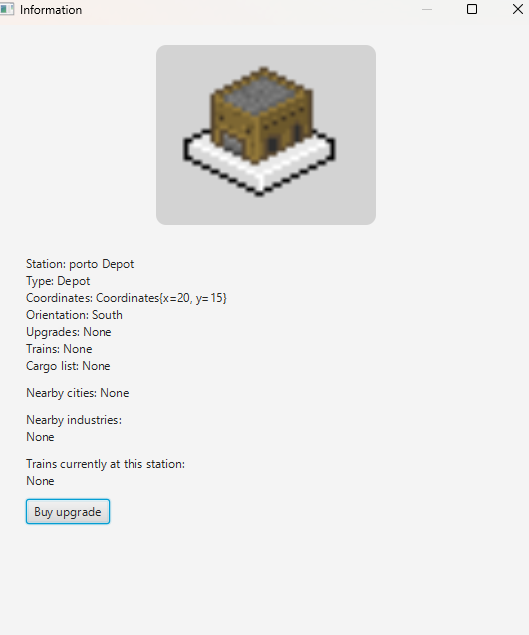 Information
Station: porto Depot
Type: Depot
Coordinates: Coordinates{x=20, y=15}
Orientation: South
Upgrades: None
Trains: None
Cargo list: None
Nearby cities: None
Nearby industries:
None
Trains currently at this station:
None
Buy upgrade